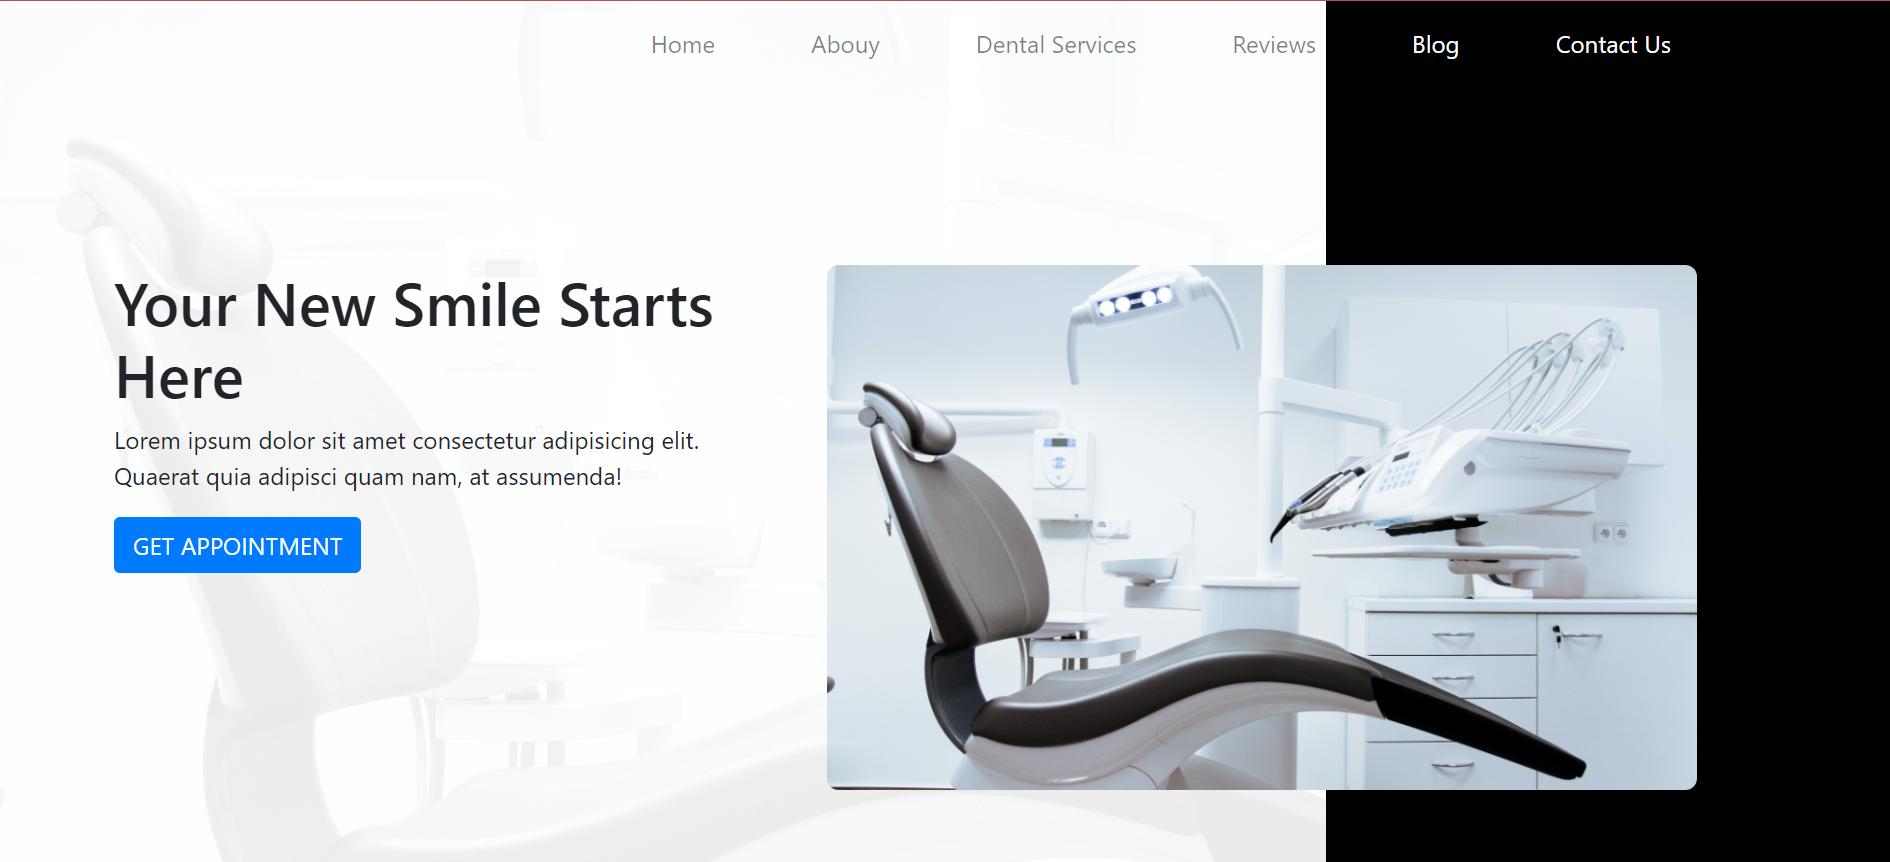 Home Abouy Dental Services Reviews Blog Contact Us
Your New Smile Starts
Here
Lorem ipsum dolor sit amet consectetur adipisicing elit.
Quaerat quia adipisci quam nam, at assumenda!
GET APPOINTMENT